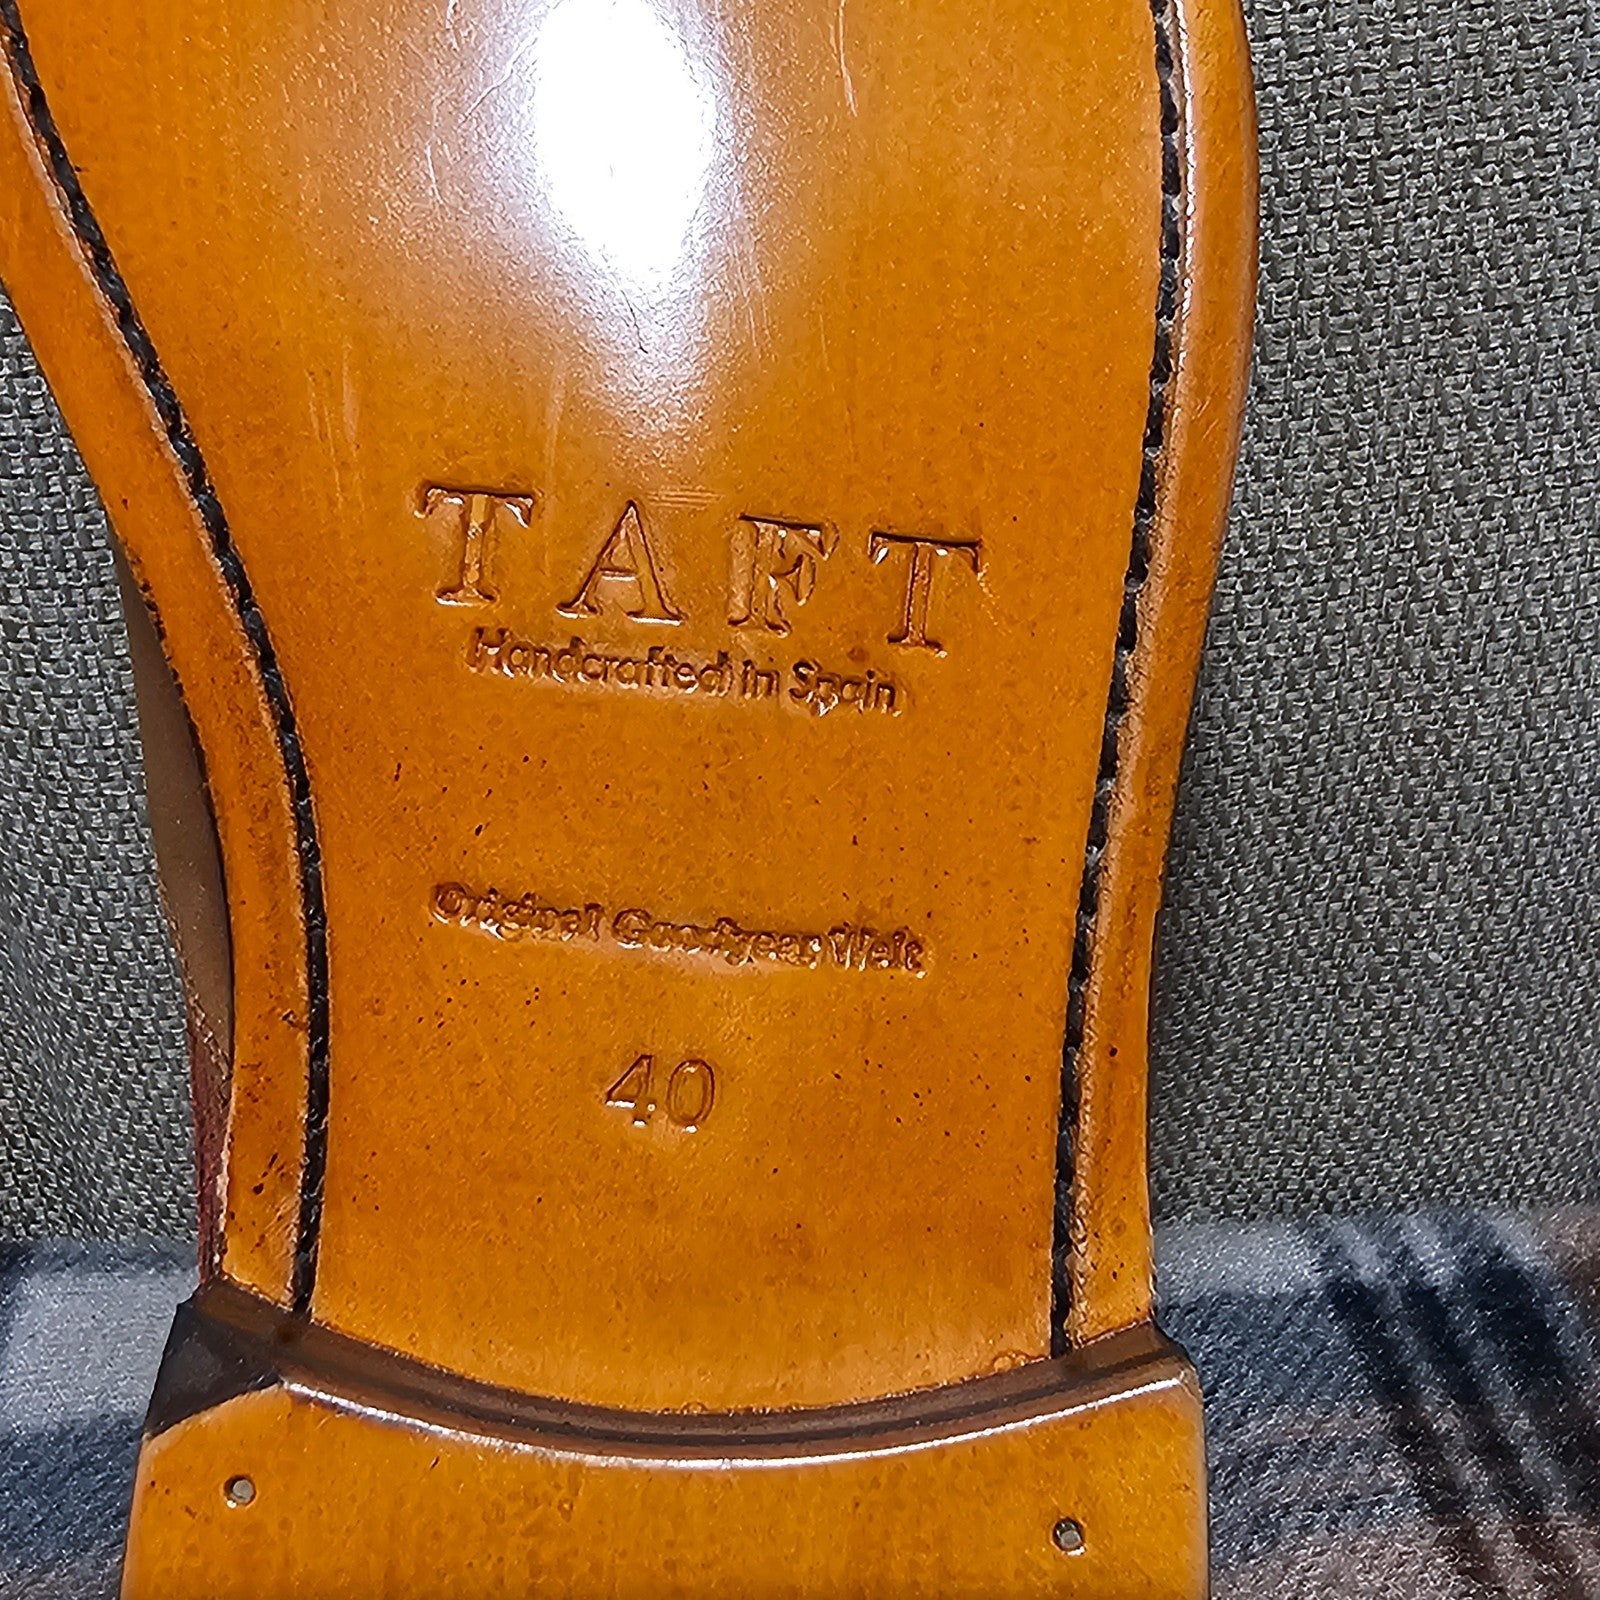 TAFT
Handcrafted in Spain
Original Goodyear Welt
40